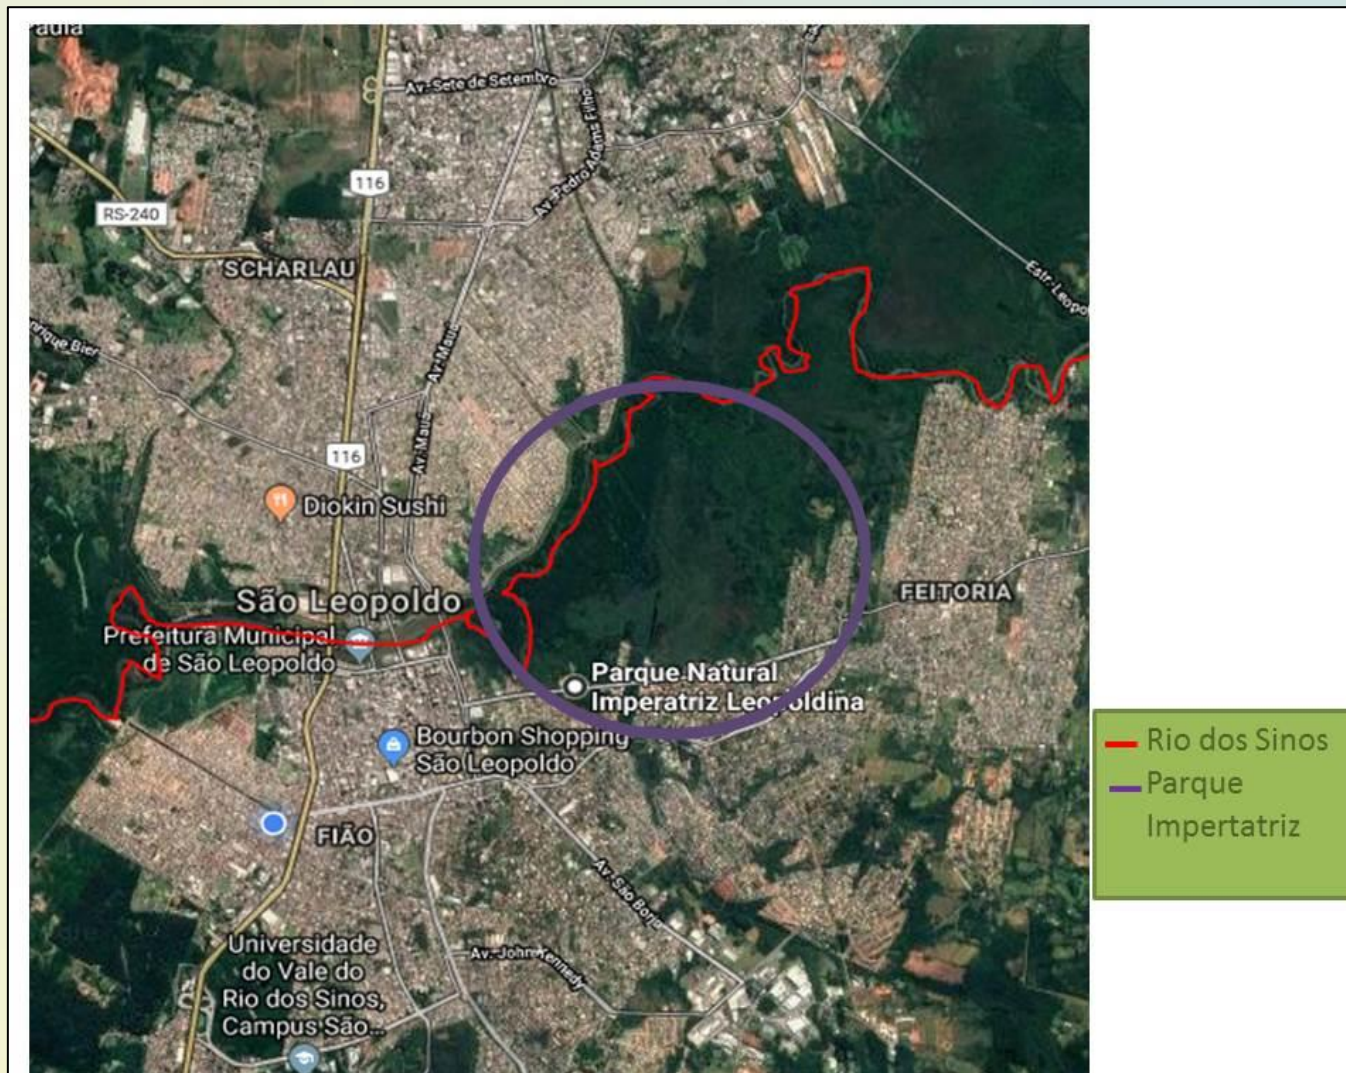 aula
Av. Sete de Setembro
Av. Pedro Adams Filho
116
RS-240
SCHARLAU
Estr. Leopo
nrique Bier
Av. Mauá
Av. Mauá
116
Diokin Sushi
São Leopoldo
FEITORIA
Prefeitura Municipal
de São Leopoldo
Parque Natural
Imperatriz Leopoldina
Bourbon Shopping
São Leopoldo
FIÃO
Av. São Borja
Av. John Kennedy
Universidade
do Vale do
Rio dos Sinos,
Campus São...
Rio dos Sinos
Parque
Impertatriz